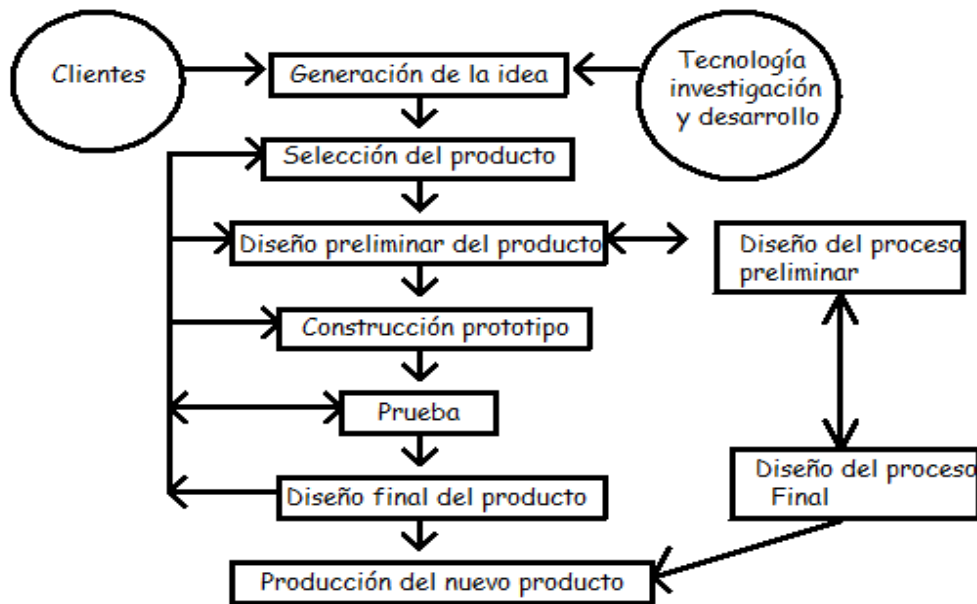 Clientes
Generación de la idea
Tecnología
investigación
y desarrollo
Selección del producto
Diseño preliminar del producto
Diseño del proceso
preliminar
Construcción prototipo
Prueba
Diseño final del producto
Diseño del proceso
Final
Producción del nuevo producto